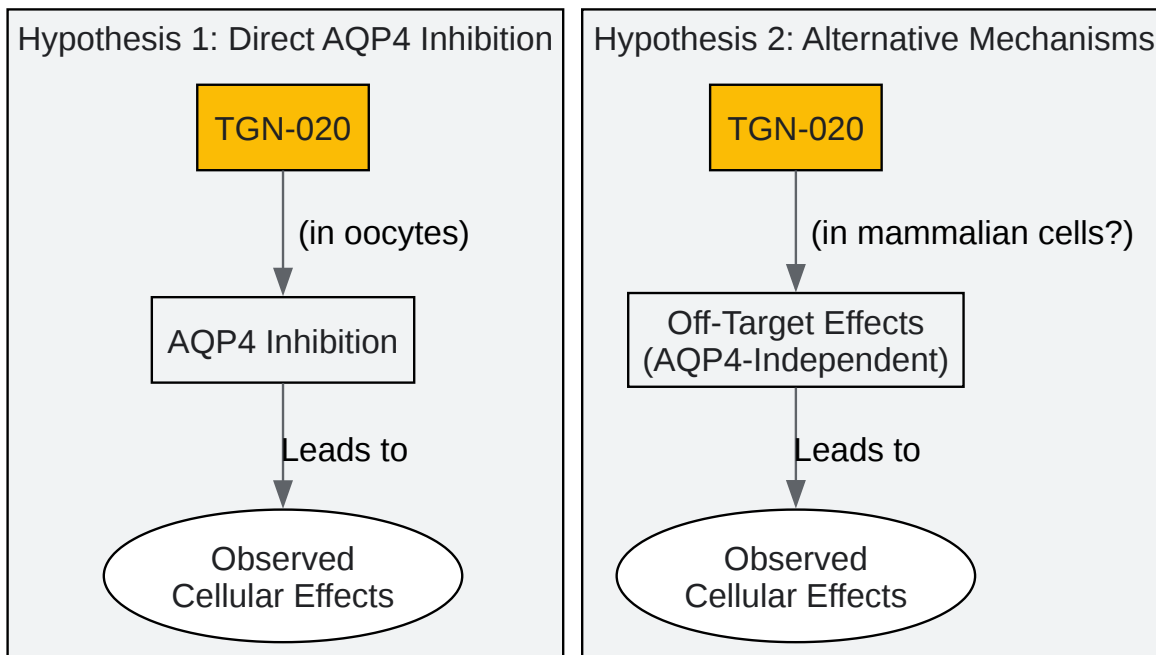 Hypothesis 1: Direct AQP4 Inhibition
TGN-020
(in oocytes)
AQP4 Inhibition
Leads to
Observed
Cellular Effects
Hypothesis 2: Alternative Mechanisms
TGN-020
(in mammalian cells?)
Off-Target Effects
(AQP4-Independent)
Leads to
Observed
Cellular Effects